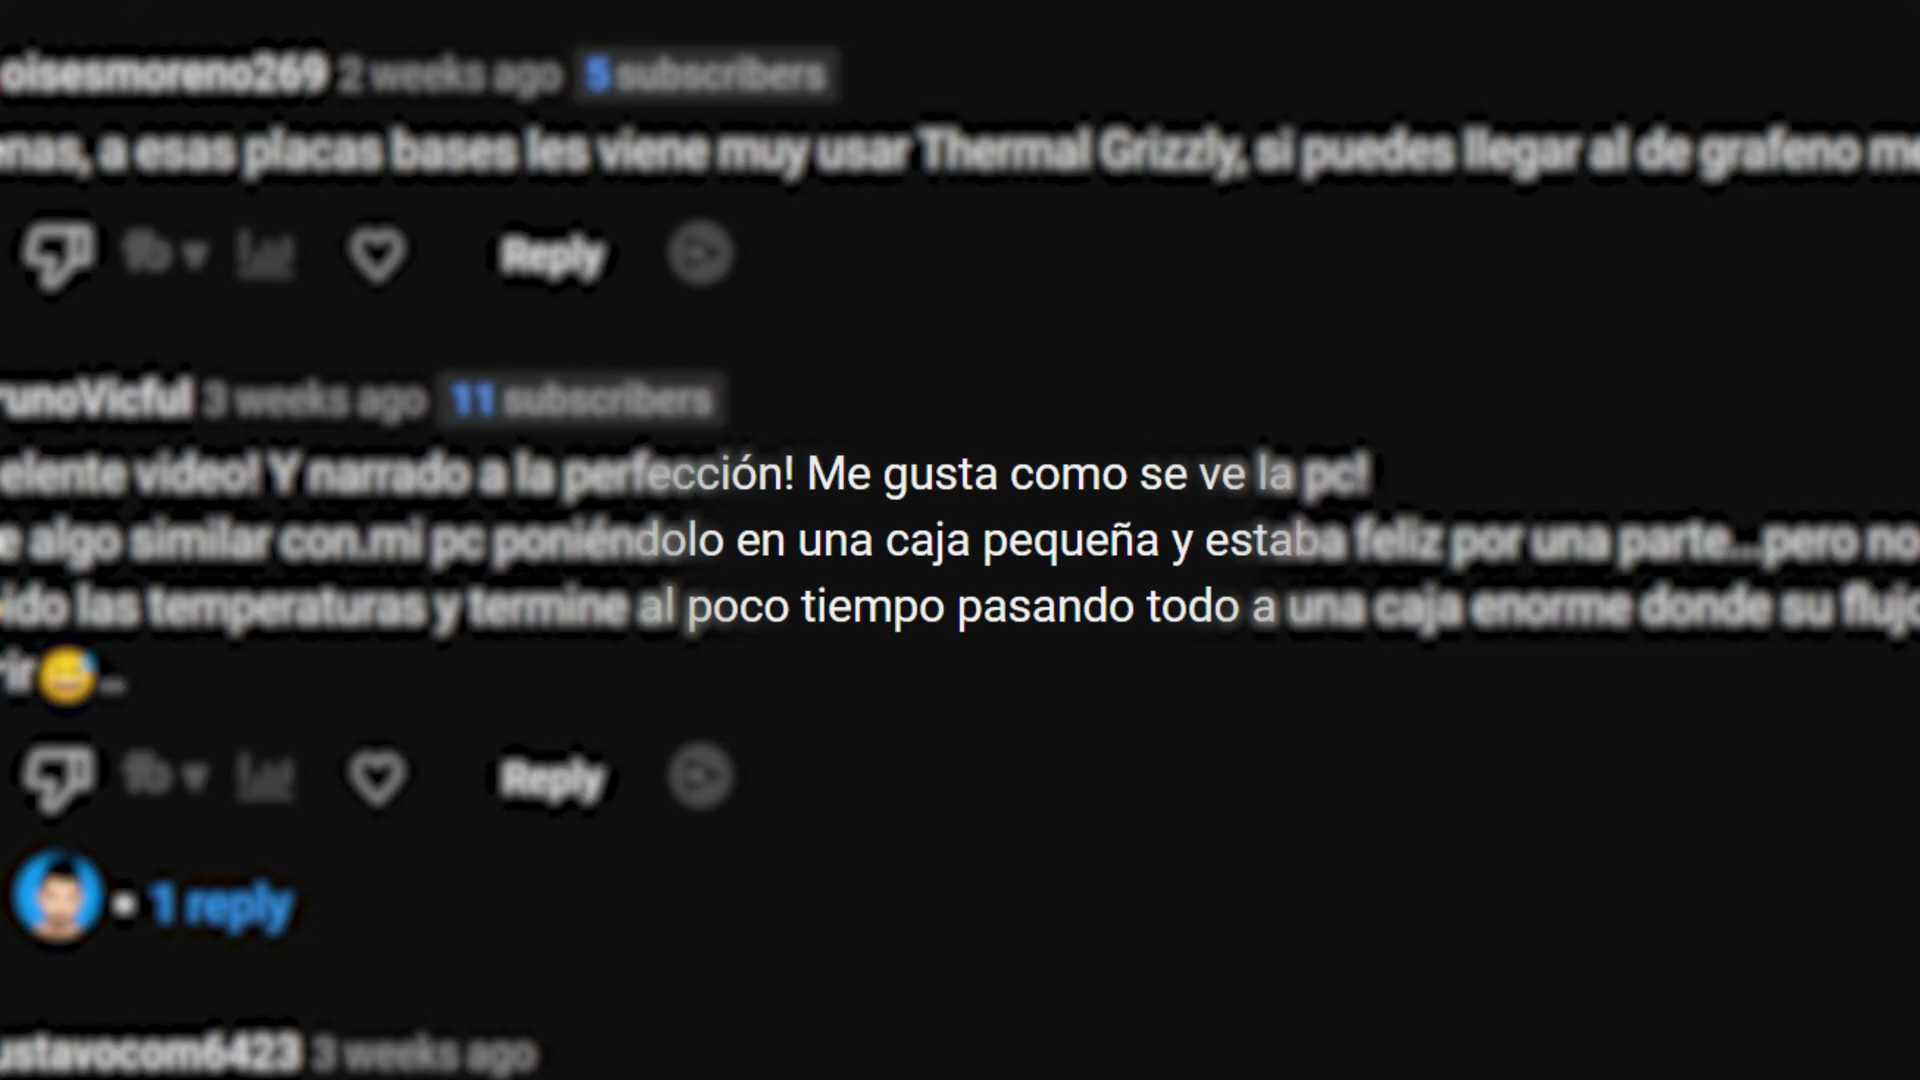 oisesmoreno269 2 weeks ago 5 subscribers
nas, a esas placas bases les viene muy usar Thermal Grizzly, si puedes llegar al de grafeno me
Reply
runoVicful 3 weeks ago 11 subscribers
elente video! Y narrado a la perfección! Me gusta como se ve la pc!
e algo similar con.mi pc poniéndolo en una caja pequeña y estaba feliz por una parte...pero no
ido las temperaturas y termine al poco tiempo pasando todo a una caja enorme donde su flujo
rir😅...
Reply
• 1 reply
ustavocom6423 3 weeks ago